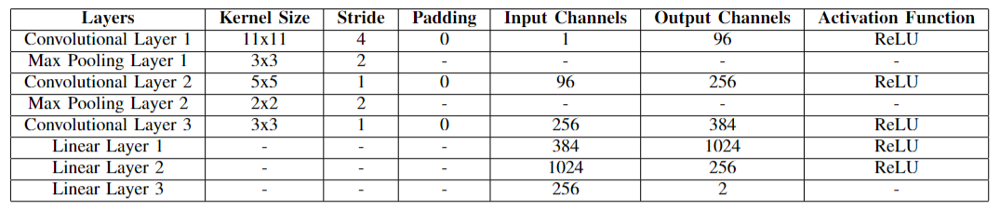 Layers Kernel Size Stride Padding Input Channels Output Channels Activation Function
Convolutional Layer 1 11x11 4 0 1 96 ReLU
Max Pooling Layer 1 3x3 2 - - - -
Convolutional Layer 2 5x5 1 0 96 256 ReLU
Max Pooling Layer 2 2x2 2 - - - -
Convolutional Layer 3 3x3 1 0 256 384 ReLU
Linear Layer 1 - - - 384 1024 ReLU
Linear Layer 2 - - - 1024 256 ReLU
Linear Layer 3 - - - 256 2 -